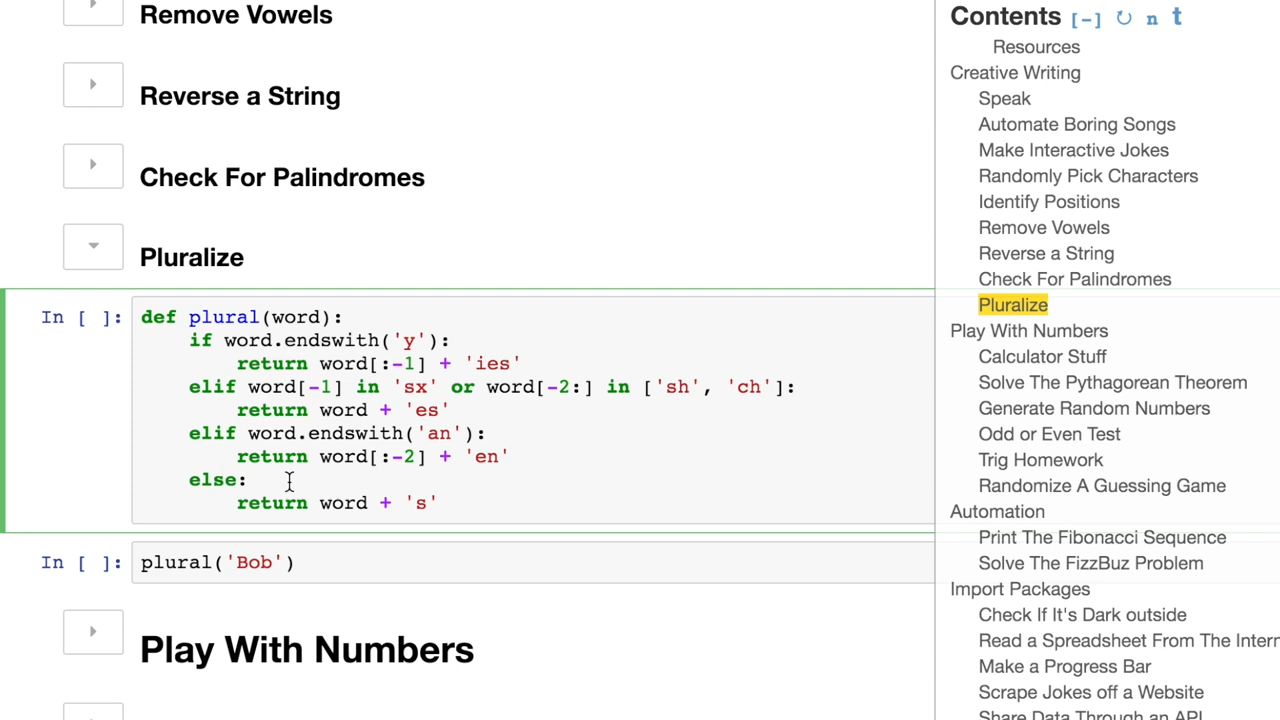 Remove Vowels
Reverse a String
Check For Palindromes
Pluralize
In [ ]:
def plural(word):
    if word.endswith('y'):
        return word[:-1] + 'ies'
    elif word[-1] in 'sx' or word[-2:] in ['sh', 'ch']:
        return word + 'es'
    elif word.endswith('an'):
        return word[:-2] + 'en'
    else:
        return word + 's'
In [ ]:
plural('Bob')
Play With Numbers
Contents [-] ↻ n t
Resources
Creative Writing
Speak
Automate Boring Songs
Make Interactive Jokes
Randomly Pick Characters
Identify Positions
Remove Vowels
Reverse a String
Check For Palindromes
Pluralize
Play With Numbers
Calculator Stuff
Solve The Pythagorean Theorem
Generate Random Numbers
Odd or Even Test
Trig Homework
Randomize A Guessing Game
Automation
Print The Fibonacci Sequence
Solve The FizzBuz Problem
Import Packages
Check If It's Dark outside
Read a Spreadsheet From The Intern
Make a Progress Bar
Scrape Jokes off a Website
Share Data Through an API